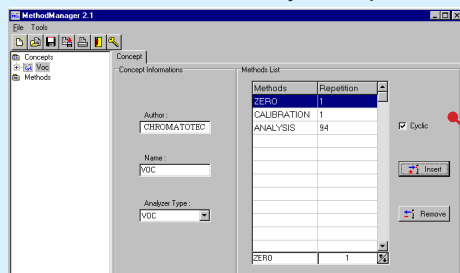 MethodManager 2.1
File Tools
Concepts
Voc
Methods
Concept
Concept Informations
Author :
CHROMATOTEC
Name :
VOC
Analyzer Type :
VOC
Methods List
Methods Repetition
ZERO 1
CALIBRATION 1
ANALYSIS 94
ZERO 1
Cyclic
Insert
Remove